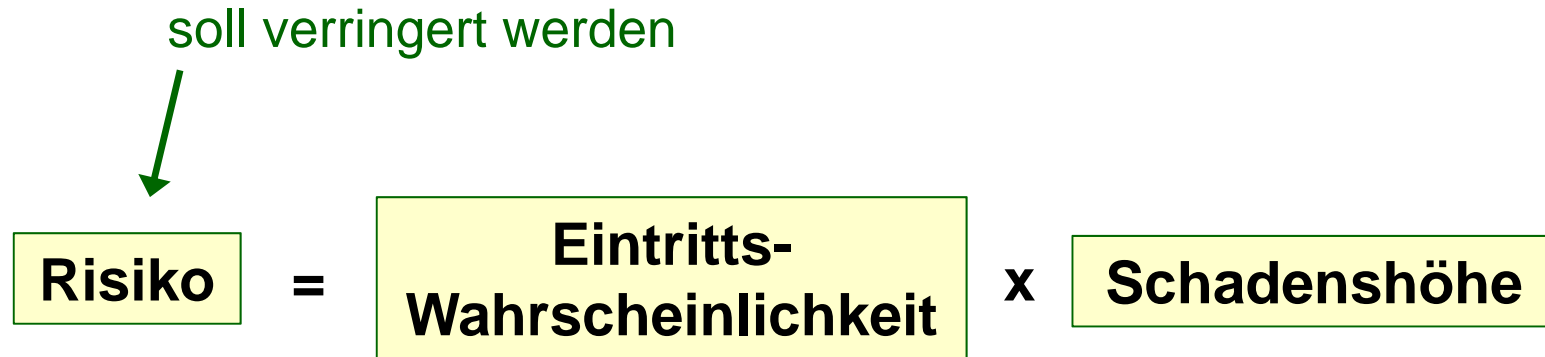 soll verringert werden
Eintritts-
Risiko = Wahrscheinlichkeit x Schadenshöhe